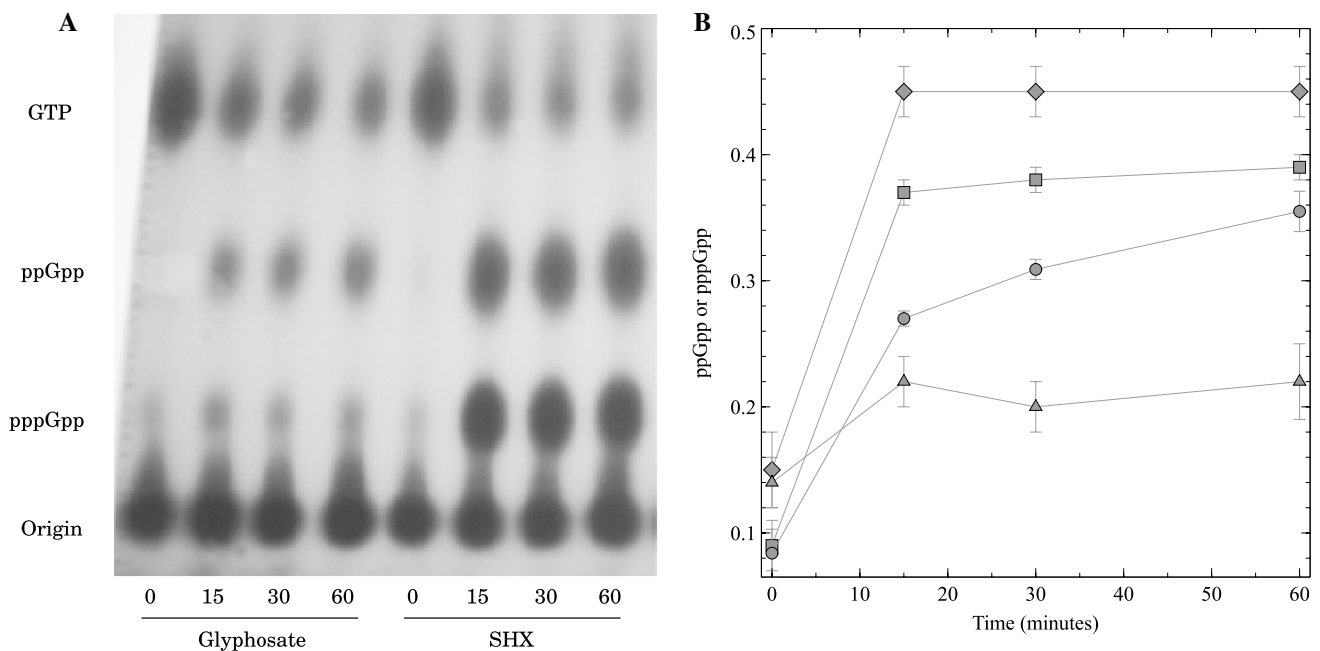 A
GTP
ppGpp
pppGpp
Origin
0 15 30 60 0 15 30 60
Glyphosate SHX
B
ppGpp or pppGpp
0.5
0.4
0.3
0.2
0.1
0 10 20 30 40 50 60
Time (minutes)